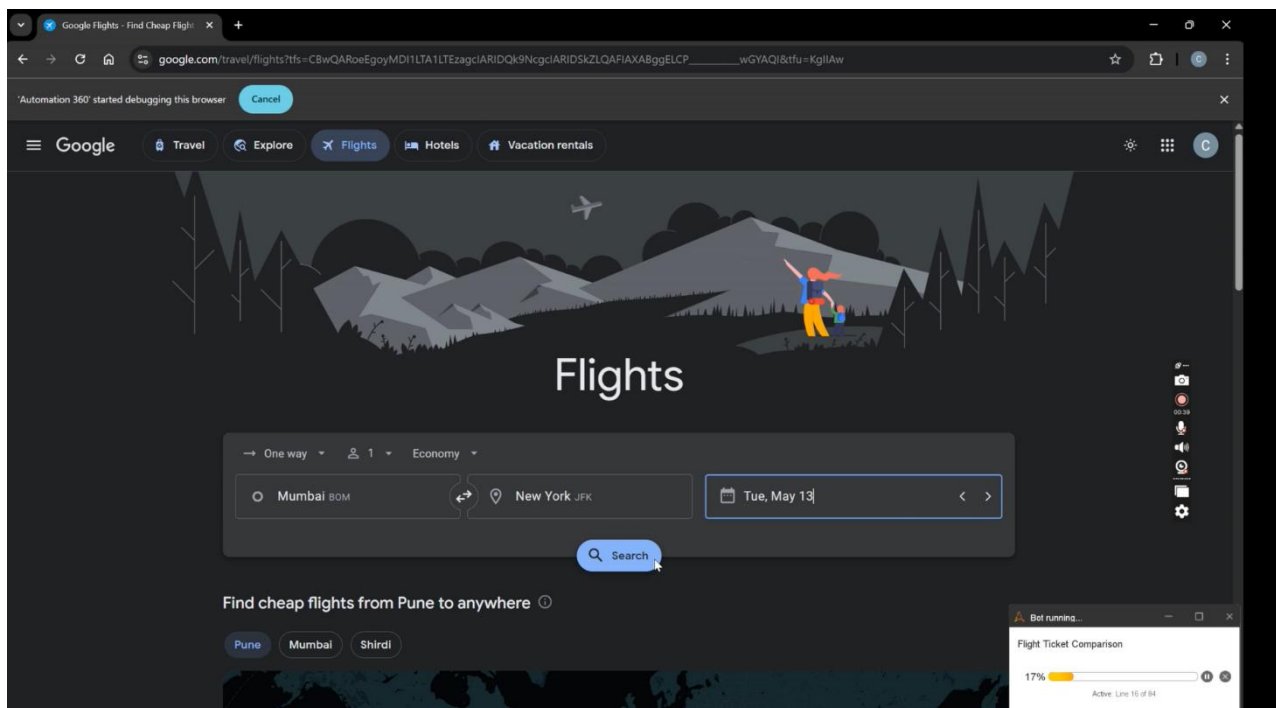 Google Flights - Find Cheap Flight
google.com/travel/flights?tfs=CBwQARoeEgoyMDI1LTA1LTEzagcIARIDQk9NcgcIARIDSkZLQAFIAXABggELCP___________wGYAQI&tfu=KgIIAw
C
'Automation 360' started debugging this browser Cancel
Google Travel Explore Flights Hotels Vacation rentals C
Flights
00:39
One way 1 Economy
Mumbai BOM New York JFK Tue, May 13
Search
Find cheap flights from Pune to anywhere
Pune Mumbai Shirdi
Bot running...
Flight Ticket Comparison
17%
Active: Line 16 of 84